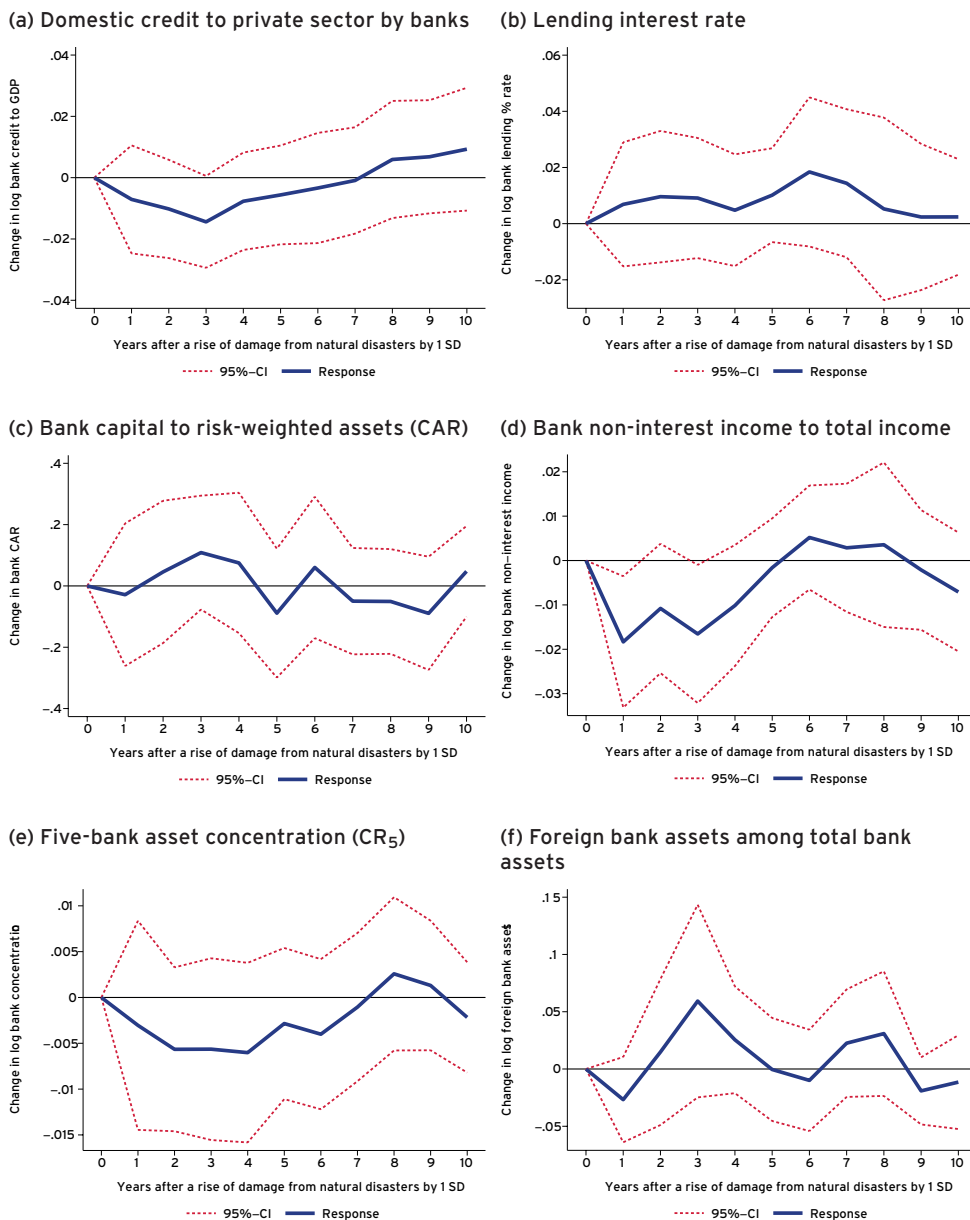 (a) Domestic credit to private sector by banks
Change in log bank credit to GDP
.04
.02
0
–.02
–.04
0 1 2 3 4 5 6 7 8 9 10
Years after a rise of damage from natural disasters by 1 SD
95%–CI Response
(b) Lending interest rate
Change in log bank lending % rate
.06
.04
.02
0
–.02
0 1 2 3 4 5 6 7 8 9 10
Years after a rise of damage from natural disasters by 1 SD
95%–CI Response
(c) Bank capital to risk-weighted assets (CAR)
Change in bank CAR
.4
.2
0
–.2
–.4
0 1 2 3 4 5 6 7 8 9 10
Years after a rise of damage from natural disasters by 1 SD
95%–CI Response
(d) Bank non-interest income to total income
Change in log bank non–interest income
.02
.01
0
–.01
–.02
–.03
0 1 2 3 4 5 6 7 8 9 10
Years after a rise of damage from natural disasters by 1 SD
95%–CI Response
(e) Five-bank asset concentration (CR5)
Change in log bank concentratio
.01
.005
0
–.005
–.01
–.015
0 1 2 3 4 5 6 7 8 9 10
Years after a rise of damage from natural disasters by 1 SD
95%–CI Response
(f) Foreign bank assets among total bank
assets
Change in log foreign bank asset
.15
.1
.05
0
–.05
0 1 2 3 4 5 6 7 8 9 10
Years after a rise of damage from natural disasters by 1 SD
95%–CI Response